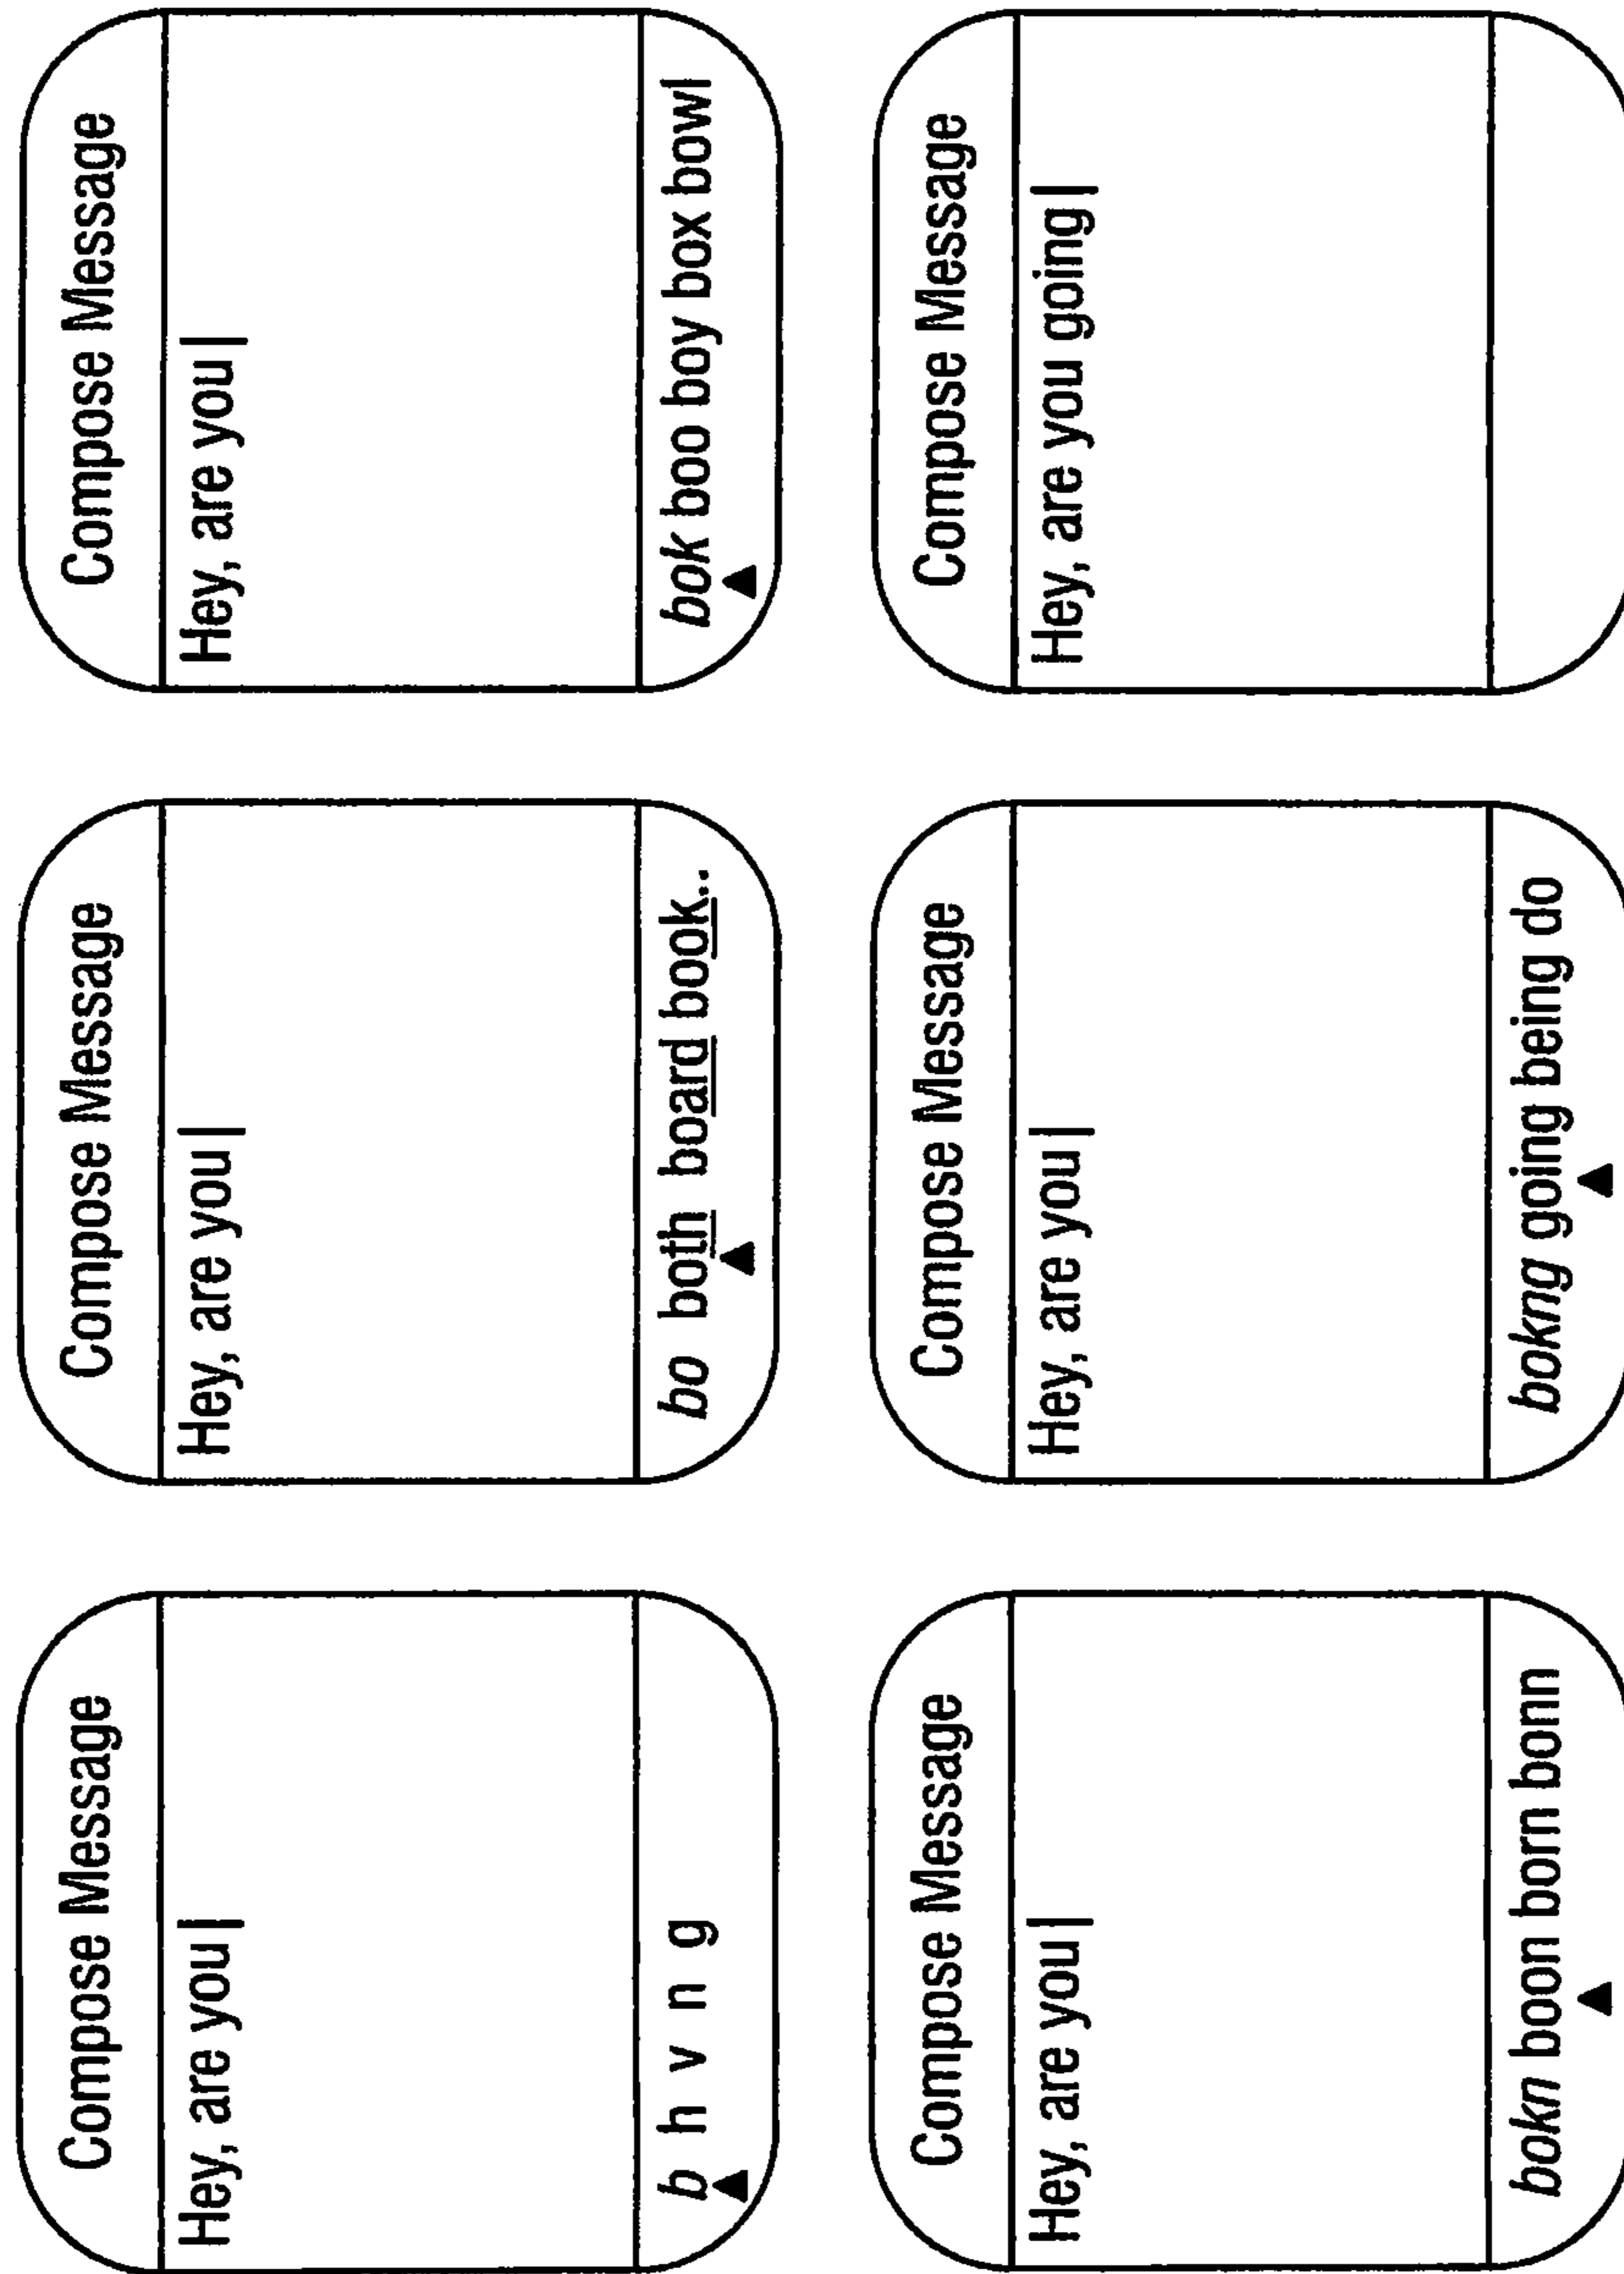 Compose Message
Hey, are you|
b h v n g
Compose Message
Hey, are you|
bo both board book..
Compose Message
Hey, are you|
bok boo boy box bowl
Compose Message
Hey, are you|
bokn boon born bonn
Compose Message
Hey, are you|
bokng going being do
Compose Message
Hey, are you going|